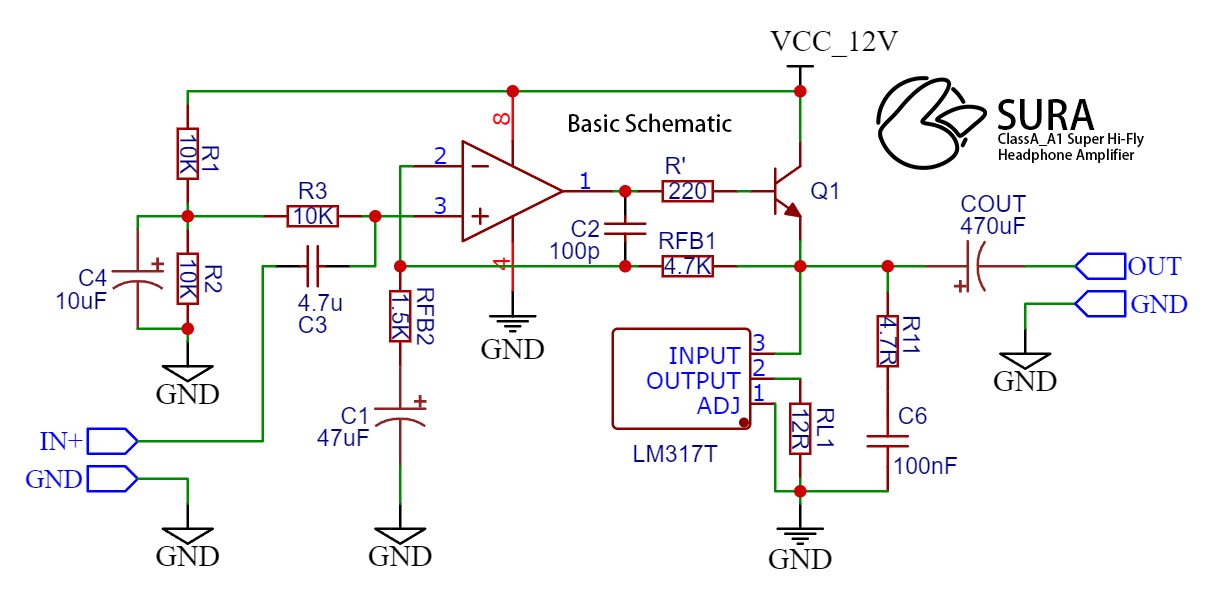 VCC_12V
Basic Schematic
SURA
ClassA_A1 Super Hi-Fly
Headphone Amplifier
8
R1
10K
2
3
1
4
R3
10K
R'
220
Q1
COUT
470uF
C2
100p
RFB1
4.7K
C4
10uF
R2
10K
4.7u
C3
RFB2
1.5K
OUT
GND
GND
GND
GND
R11
4.7R
INPUT
OUTPUT
ADJ
3
2
1
LM317T
RL1
12R
C6
100nF
C1
47uF
IN+
GND
GND
GND
GND